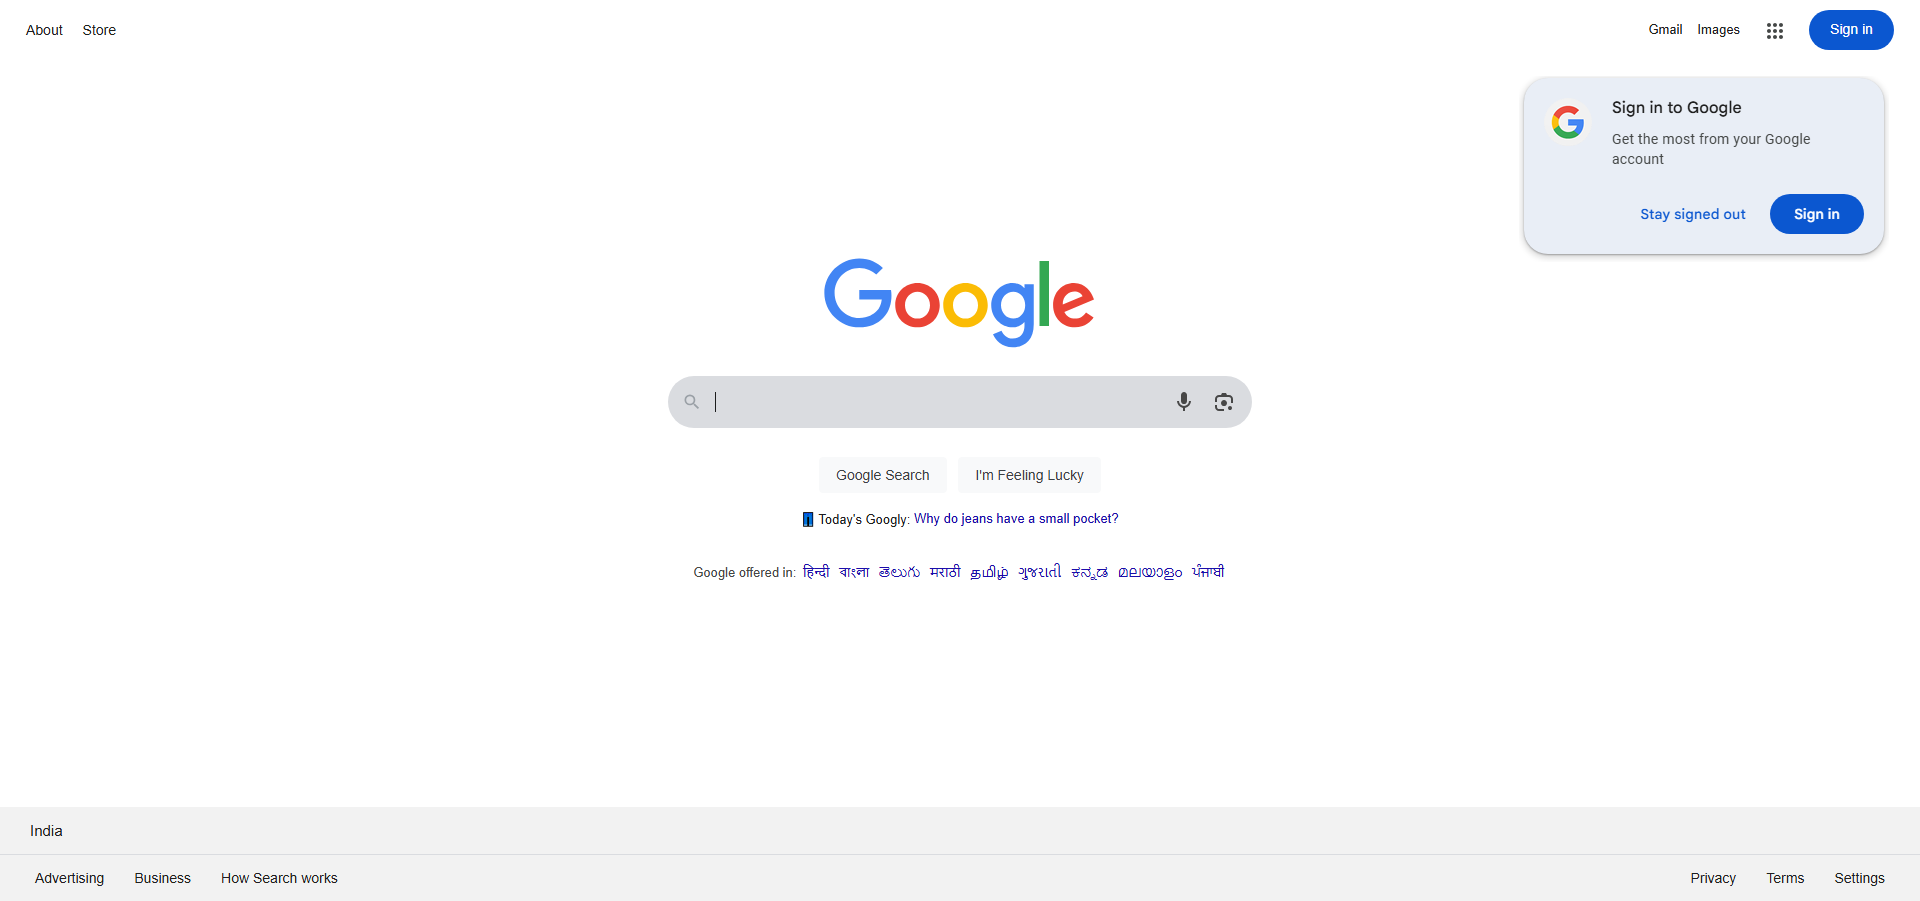 About Store
Gmail Images Sign in
Sign in to Google
Get the most from your Google
account
Stay signed out Sign in
Google
Google Search I'm Feeling Lucky
Today's Googly: Why do jeans have a small pocket?
Google offered in: हिन्दी বাংলা తెలుగు मराठी தமிழ் ગુજરાતી ಕನ್ನಡ മലയാളം ਪੰਜਾਬੀ
India
Advertising Business How Search works
Privacy Terms Settings